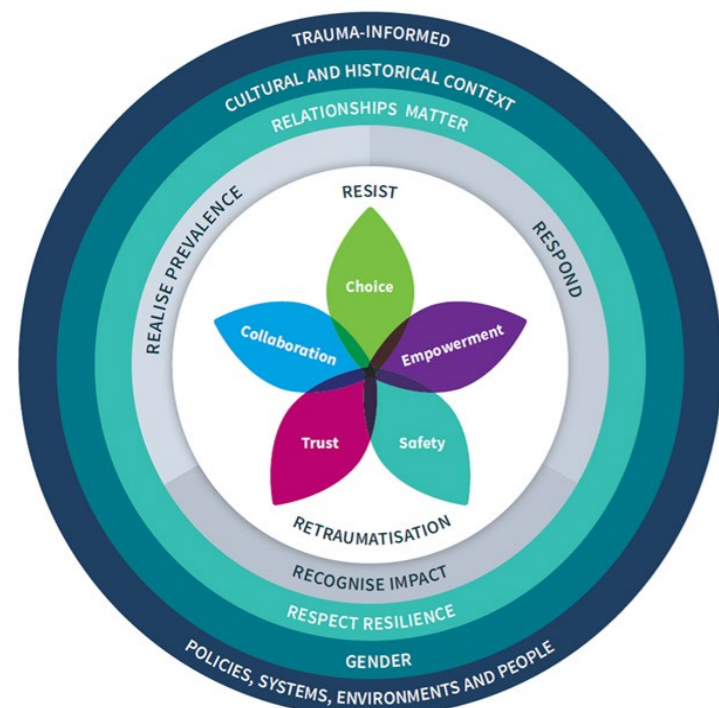 TRAUMA-INFORMED
CULTURAL AND HISTORICAL CONTEXT
RELATIONSHIPS MATTER
REALISE PREVALENCE
RESPOND
RESIST
Choice
Collaboration
Empowerment
Trust
Safety
RETRAUMATISATION
RECOGNISE IMPACT
RESPECT RESILIENCE
GENDER
POLICIES, SYSTEMS, ENVIRONMENTS AND PEOPLE